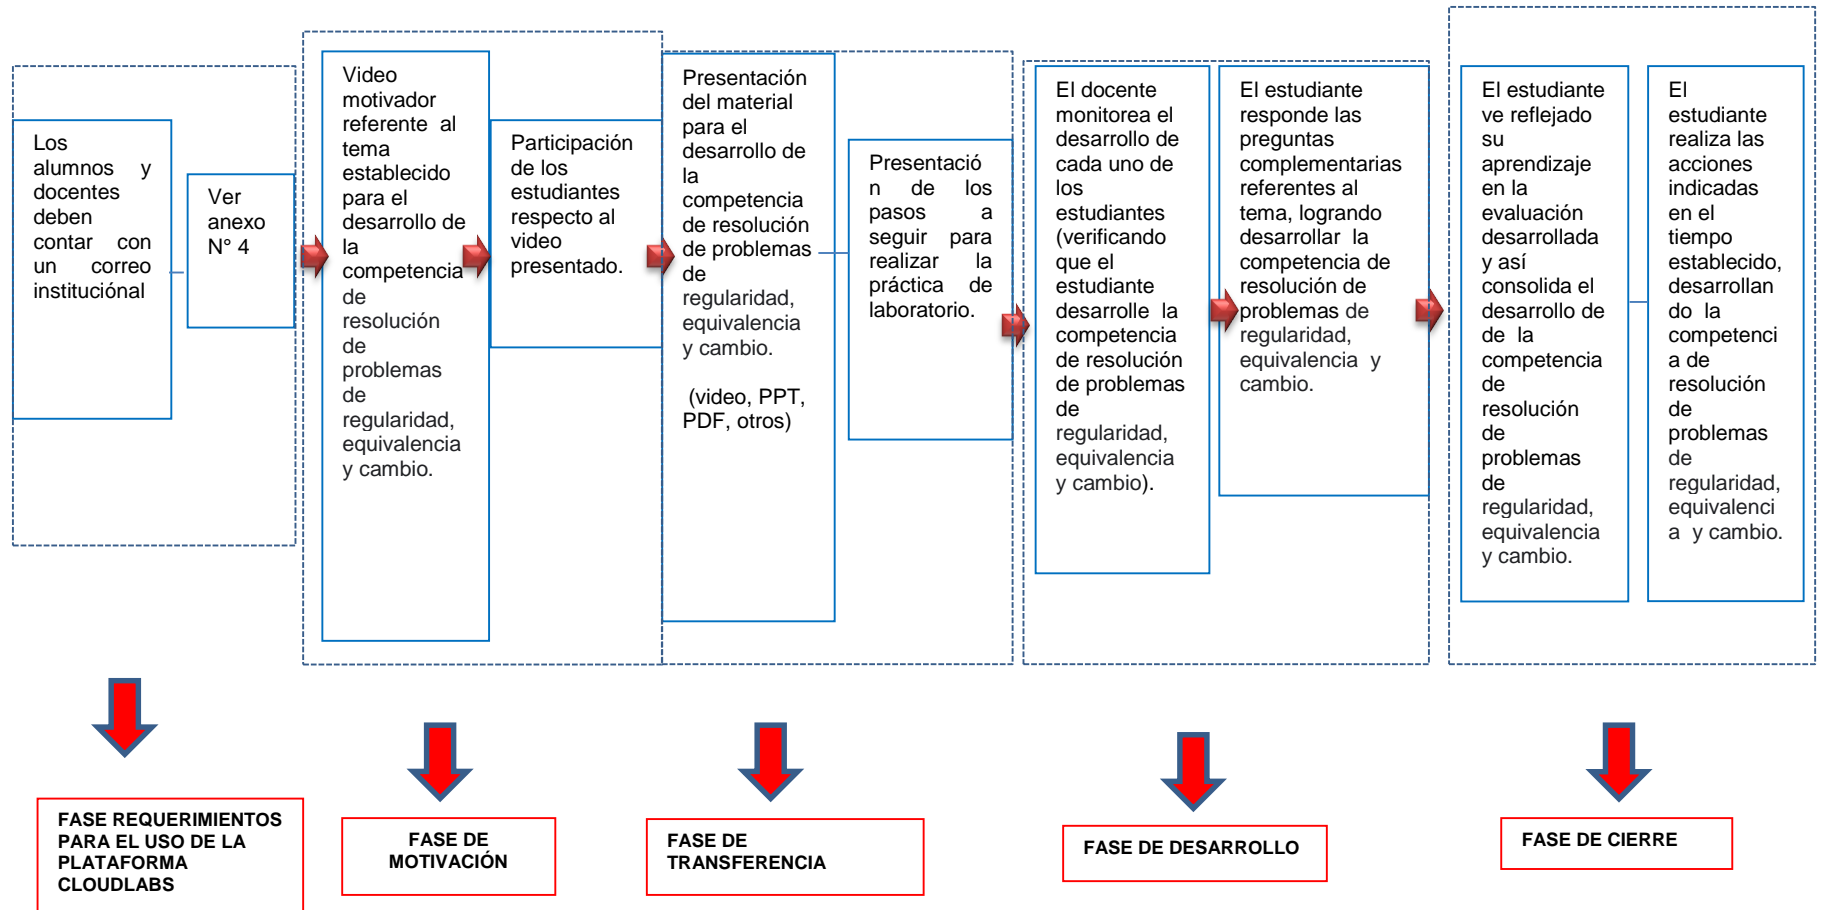 Los
alumnos y
docentes
deben
contar con
un correo
institucíonal
Ver
anexo
N° 4
Video
motivador
referente al
tema
establecido
para el
desarrollo de
la
competencia
de
resolución
de
problemas
de
regularidad,
equivalencia
y cambio.
Participación
de los
estudiantes
respecto al
video
presentado.
Presentación
del material
para el
desarrollo de
la
competencia
de resolución
de problemas
de
regularidad,
equivalencia
y cambio.
(video, PPT,
PDF, otros)
Presentació
n de los
pasos a
seguir para
realizar la
práctica de
laboratorio.
El docente
monitorea el
desarrollo de
cada uno de
los
estudiantes
(verificando
que el
estudiante
desarrolle la
competencia
de resolución
de problemas
de
regularidad,
equivalencia
y cambio).
El estudiante
responde las
preguntas
complementarias
referentes al
tema, logrando
desarrollar la
competencia de
resolución de
problemas de
regularidad,
equivalencia y
cambio.
El estudiante
ve reflejado
su
aprendizaje
en la
evaluación
desarrollada
y así
consolida el
desarrollo de
de la
competencia
de
resolución
de
problemas
de
regularidad,
equivalencia
y cambio.
El
estudiante
realiza las
acciones
indicadas
en el
tiempo
establecido,
desarrollan
do la
competenci
a de
resolución
de
problemas
de
regularidad,
equivalenci
a y cambio.
FASE REQUERIMIENTOS
PARA EL USO DE LA
PLATAFORMA
CLOUDLABS
FASE DE
MOTIVACIÓN
FASE DE
TRANSFERENCIA
FASE DE DESARROLLO
FASE DE CIERRE